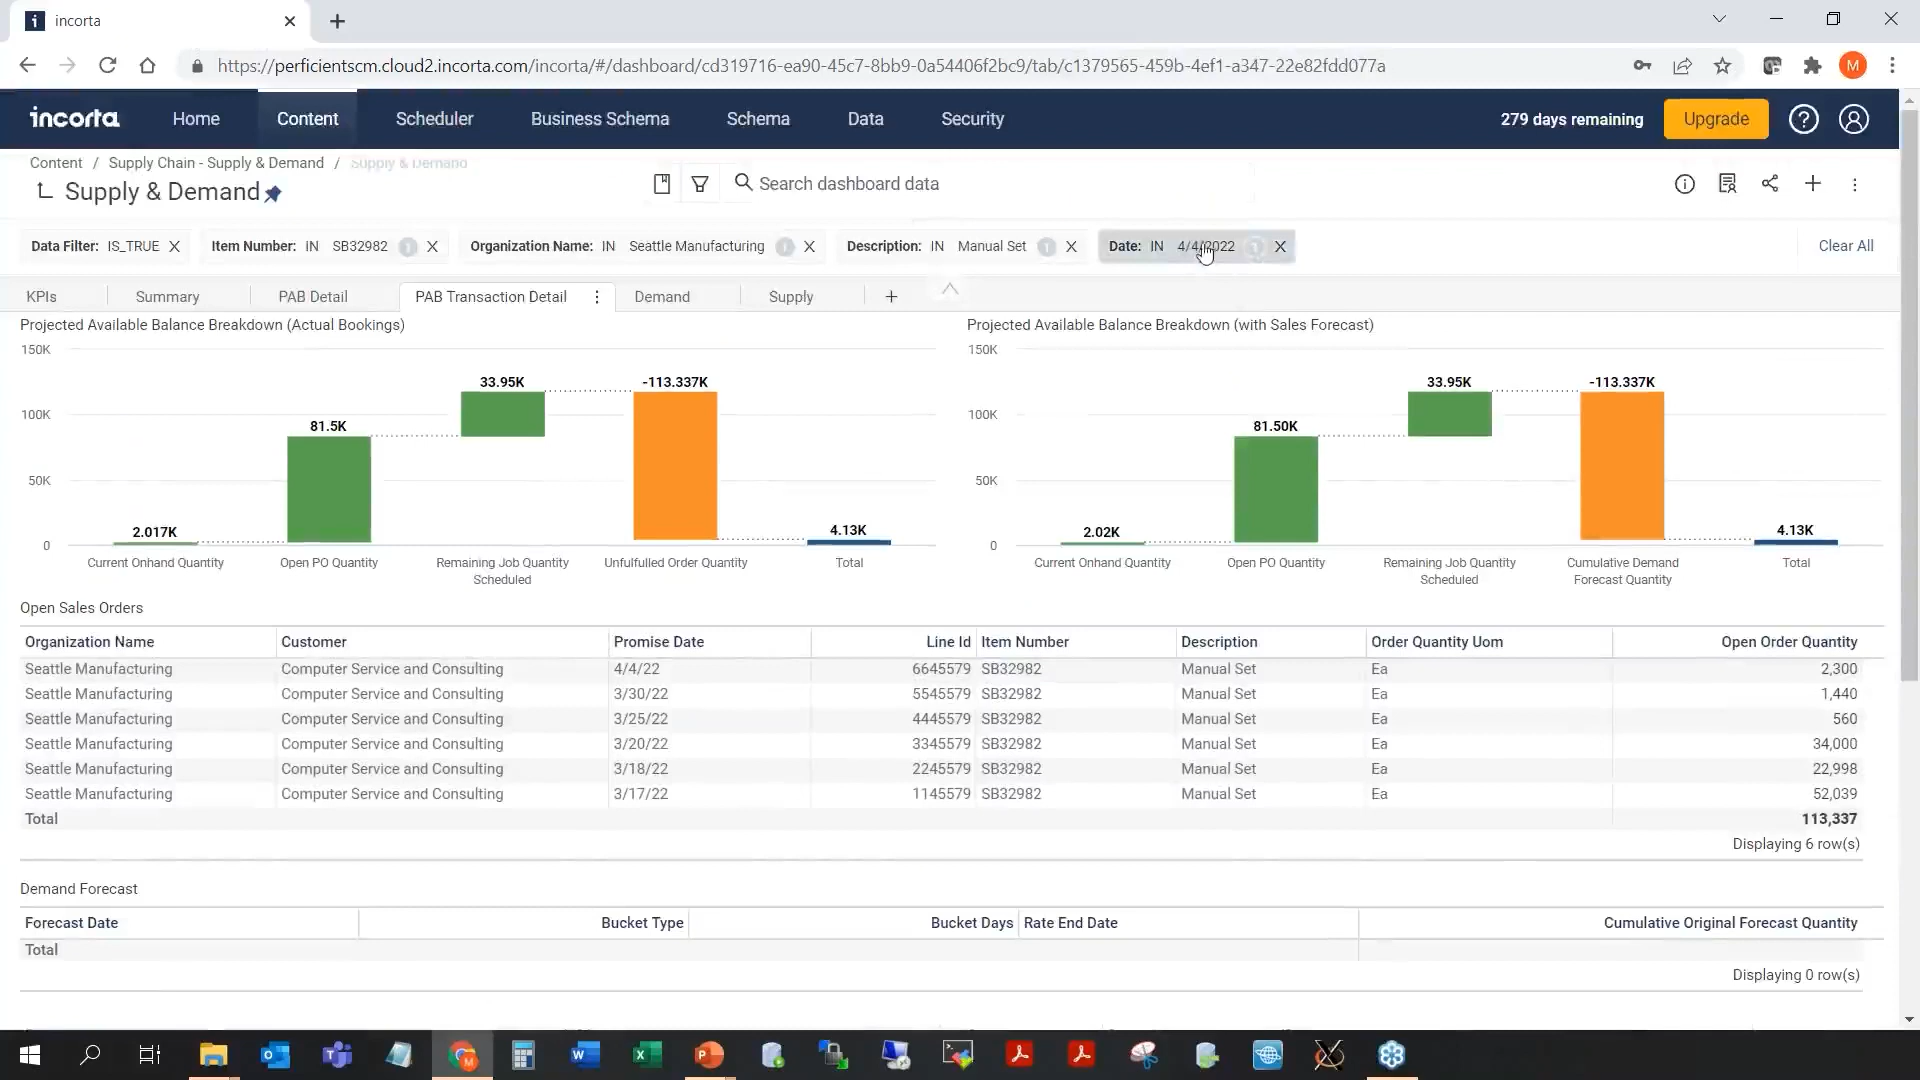 incorta
https://perficientscm.cloud2.incorta.com/incorta/#/dashboard/cd319716-ea90-45c7-8bb9-0a54406f2bc9/tab/c1379565-459b-4ef1-a347-22e82fdd077a
M
incorta Home Content Scheduler Business Schema Schema Data Security 279 days remaining Upgrade
Content / Supply Chain - Supply & Demand / Supply & Demand
Supply & Demand
Search dashboard data
Data Filter: IS_TRUE Item Number: IN SB32982 1 Organization Name: IN Seattle Manufacturing 1 Description: IN Manual Set 1 Date: IN 4/4/2022 1 Clear All
KPIs Summary PAB Detail PAB Transaction Detail Demand Supply
Projected Available Balance Breakdown (Actual Bookings)
150K
100K
50K
0
2.017K
81.5K
33.95K
-113.337K
4.13K
Current Onhand Quantity
Open PO Quantity
Remaining Job Quantity
Scheduled
Unfulfulled Order Quantity
Total
Projected Available Balance Breakdown (with Sales Forecast)
150K
100K
50K
0
2.02K
81.50K
33.95K
-113.337K
4.13K
Current Onhand Quantity
Open PO Quantity
Remaining Job Quantity
Scheduled
Cumulative Demand
Forecast Quantity
Total
Open Sales Orders
Organization Name Customer Promise Date Line Id Item Number Description Order Quantity Uom Open Order Quantity
Seattle Manufacturing Computer Service and Consulting 4/4/22 6645579 SB32982 Manual Set Ea 2,300
Seattle Manufacturing Computer Service and Consulting 3/30/22 5545579 SB32982 Manual Set Ea 1,440
Seattle Manufacturing Computer Service and Consulting 3/25/22 4445579 SB32982 Manual Set Ea 560
Seattle Manufacturing Computer Service and Consulting 3/20/22 3345579 SB32982 Manual Set Ea 34,000
Seattle Manufacturing Computer Service and Consulting 3/18/22 2245579 SB32982 Manual Set Ea 22,998
Seattle Manufacturing Computer Service and Consulting 3/17/22 1145579 SB32982 Manual Set Ea 52,039
Total 113,337
Displaying 6 row(s)
Demand Forecast
Forecast Date Bucket Type Bucket Days Rate End Date Cumulative Original Forecast Quantity
Total
Displaying 0 row(s)